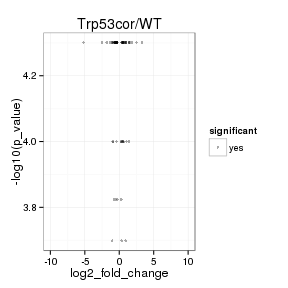 Trp53cor/WT
-log10(p_value)
4.2
4.0
3.8
-10
-5
0
5
10
log2_fold_change
significant
yes